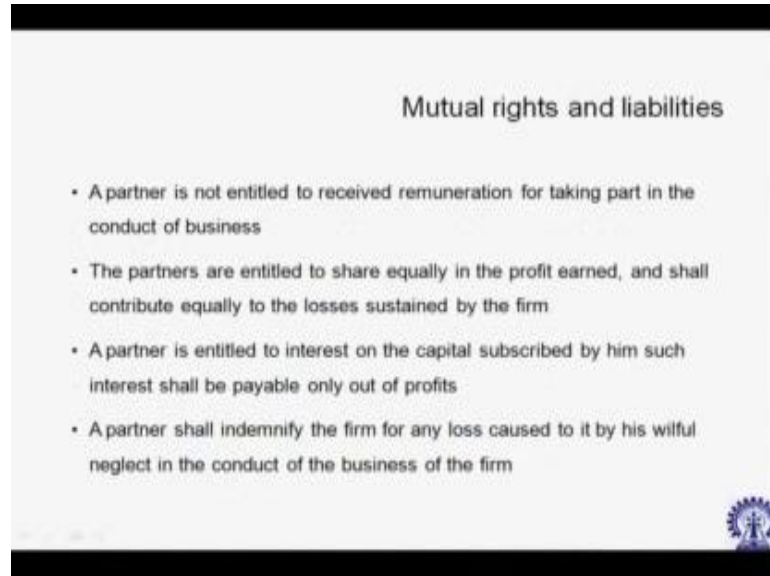 Mutual rights and liabilities
• A partner is not entitled to received remuneration for taking part in the
conduct of business
• The partners are entitled to share equally in the profit earned, and shall
contribute equally to the losses sustained by the firm
• A partner is entitled to interest on the capital subscribed by him such
interest shall be payable only out of profits
• A partner shall indemnify the firm for any loss caused to it by his wilful
neglect in the conduct of the business of the firm